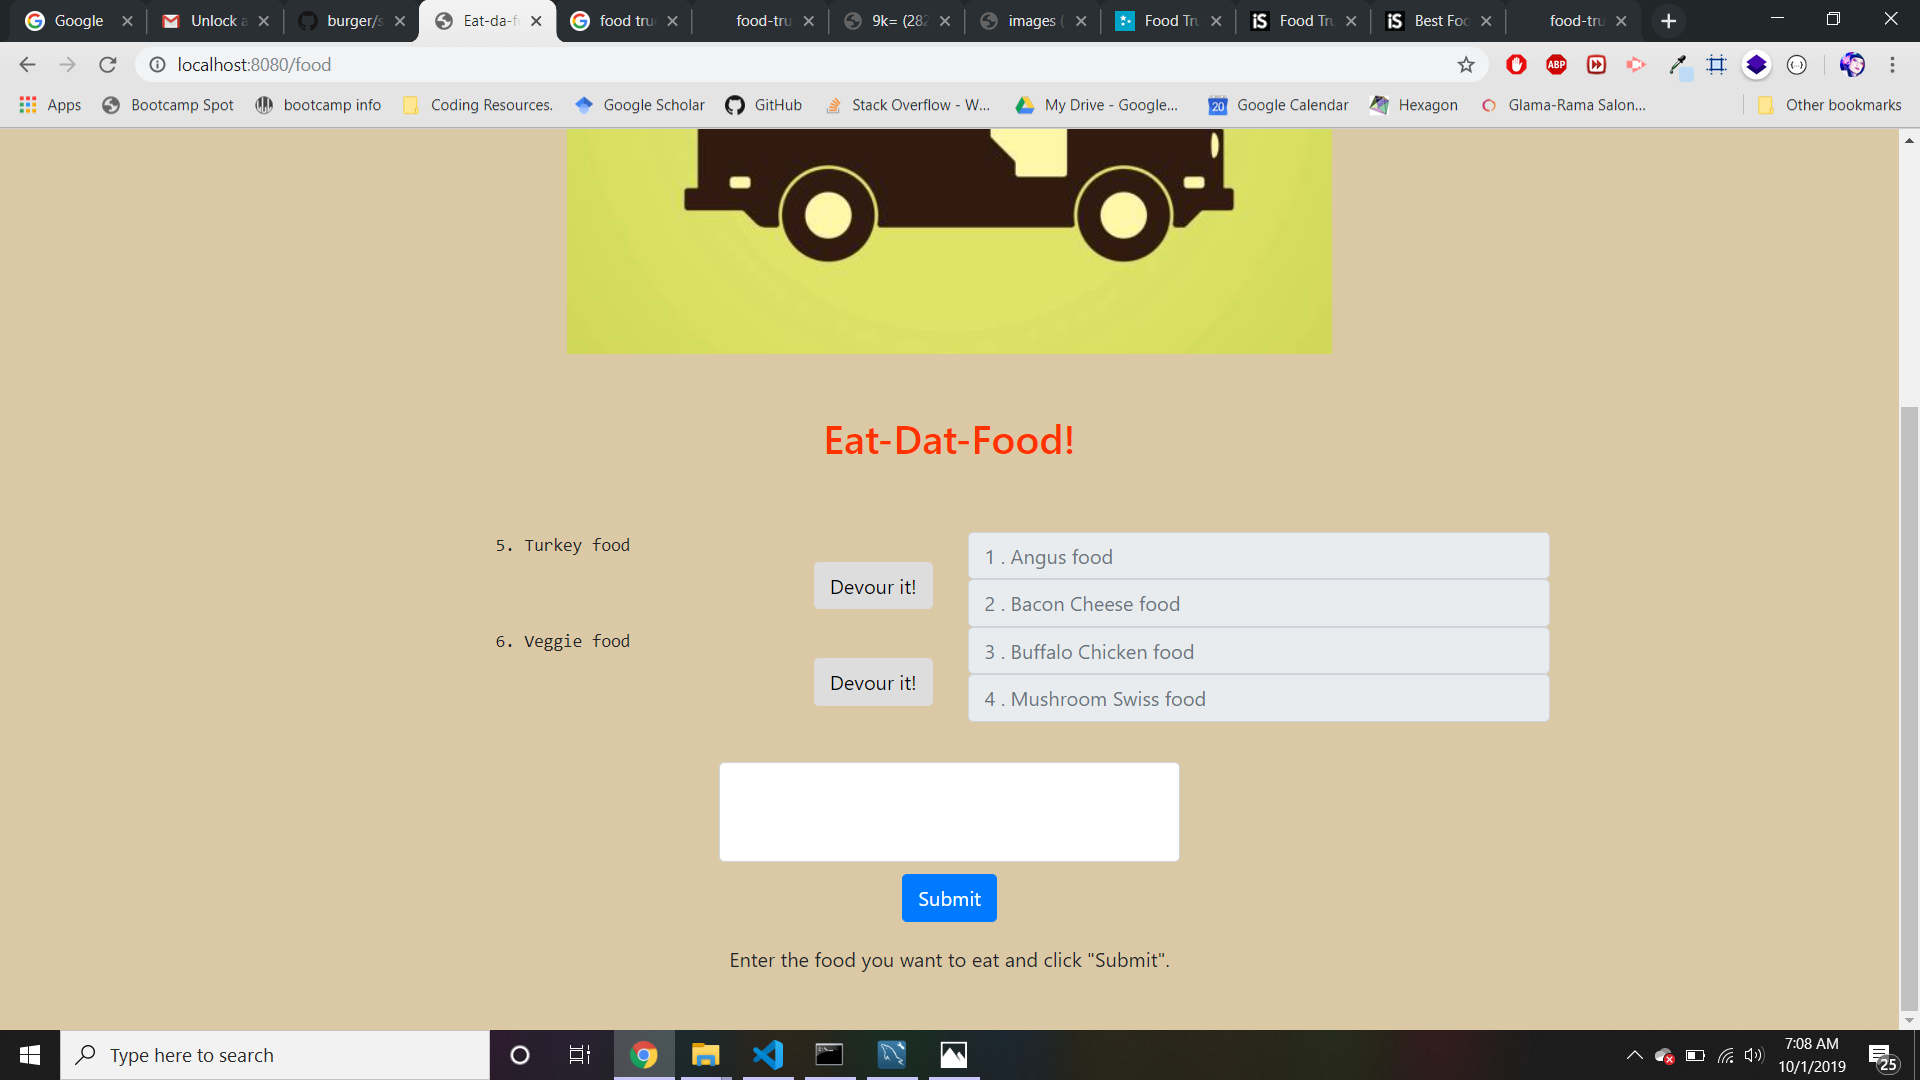 Google
Unlock a
burger/s
Eat-da-f
food tru
food-tru
9k= (282
images (
Food Tru
iS Food Tru
iS Best Foo
food-tru
localhost:8080/food
ABP
Apps
Bootcamp Spot
bootcamp info
Coding Resources.
Google Scholar
GitHub
Stack Overflow - W...
My Drive - Google...
20 Google Calendar
Hexagon
Glama-Rama Salon...
Other bookmarks
Eat-Dat-Food!
5. Turkey food
Devour it!
6. Veggie food
Devour it!
1 . Angus food
2 . Bacon Cheese food
3 . Buffalo Chicken food
4 . Mushroom Swiss food
Submit
Enter the food you want to eat and click "Submit".
Type here to search
7:08 AM
10/1/2019
25